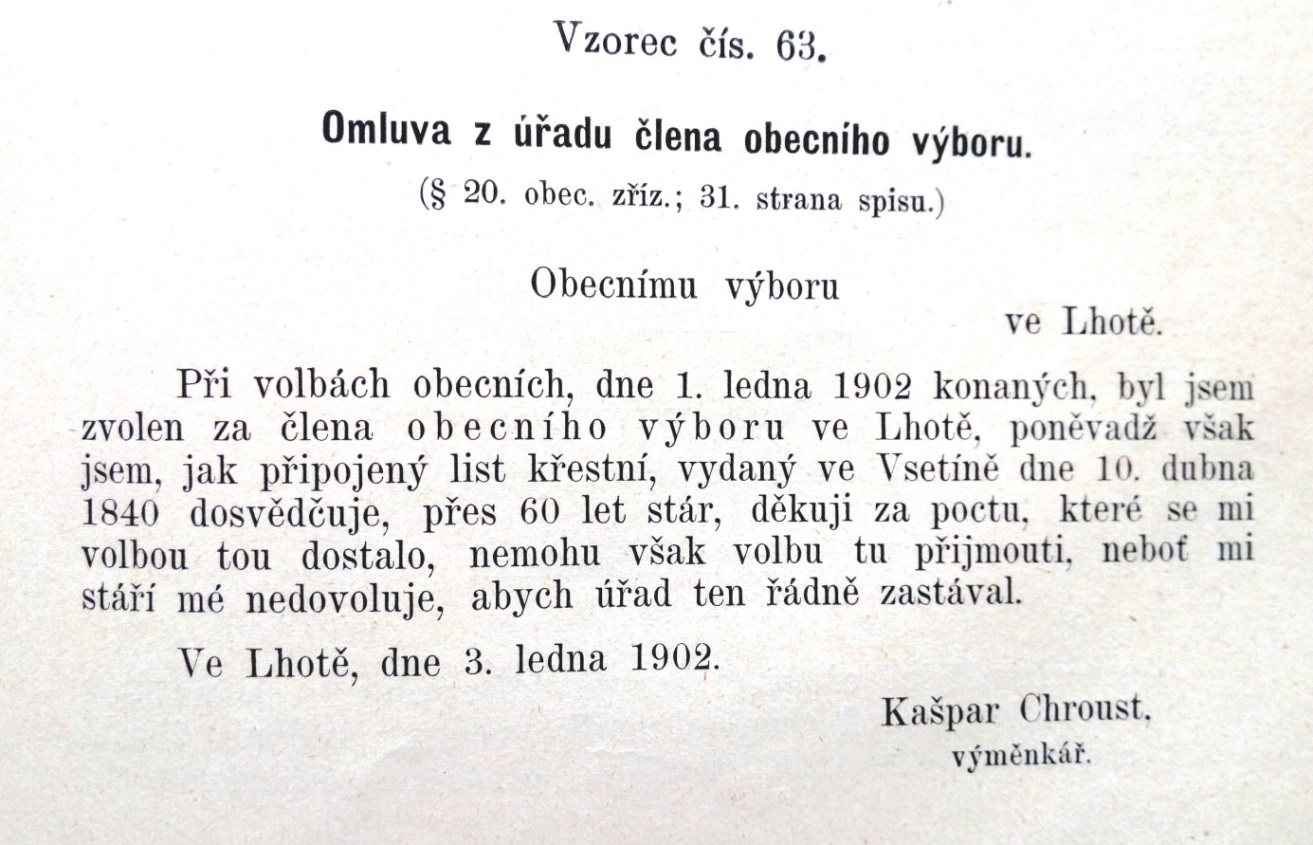 Vzorec čís. 63.
Omluva z úřadu člena obecního výboru.
(§ 20. obec. zříz.; 31. strana spisu.)
Obecnímu výboru
ve Lhotě.
Při volbách obecních, dne 1. ledna 1902 konaných, byl jsem
zvolen za člena obecního výboru ve Lhotě, poněvadž však
jsem, jak připojený list křestní, vydaný ve Vsetíně dne 10. dubna
1840 dosvědčuje, přes 60 let stár, děkuji za poctu, které se mi
volbou tou dostalo, nemohu však volbu tu přijmouti, neboť mi
stáří mé nedovoluje, abych úřad ten řádně zastával.
Ve Lhotě, dne 3. ledna 1902.
Kašpar Chroust,
výměnkář.